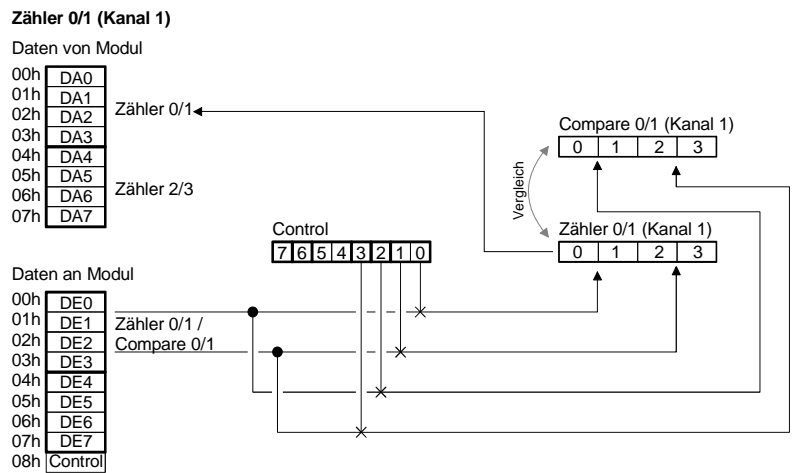 Zähler 0/1 (Kanal 1)
Daten von Modul
00h DA0
01h DA1
02h DA2
03h DA3
04h DA4
05h DA5
06h DA6
07h DA7
Zähler 0/1
Zähler 2/3
Compare 0/1 (Kanal 1)
0 1 2 3
Vergleich
Zähler 0/1 (Kanal 1)
0 1 2 3
Control
7 6 5 4 3 2 1 0
Daten an Modul
00h DE0
01h DE1
02h DE2
03h DE3
04h DE4
05h DE5
06h DE6
07h DE7
08h Control
Zähler 0/1 /
Compare 0/1